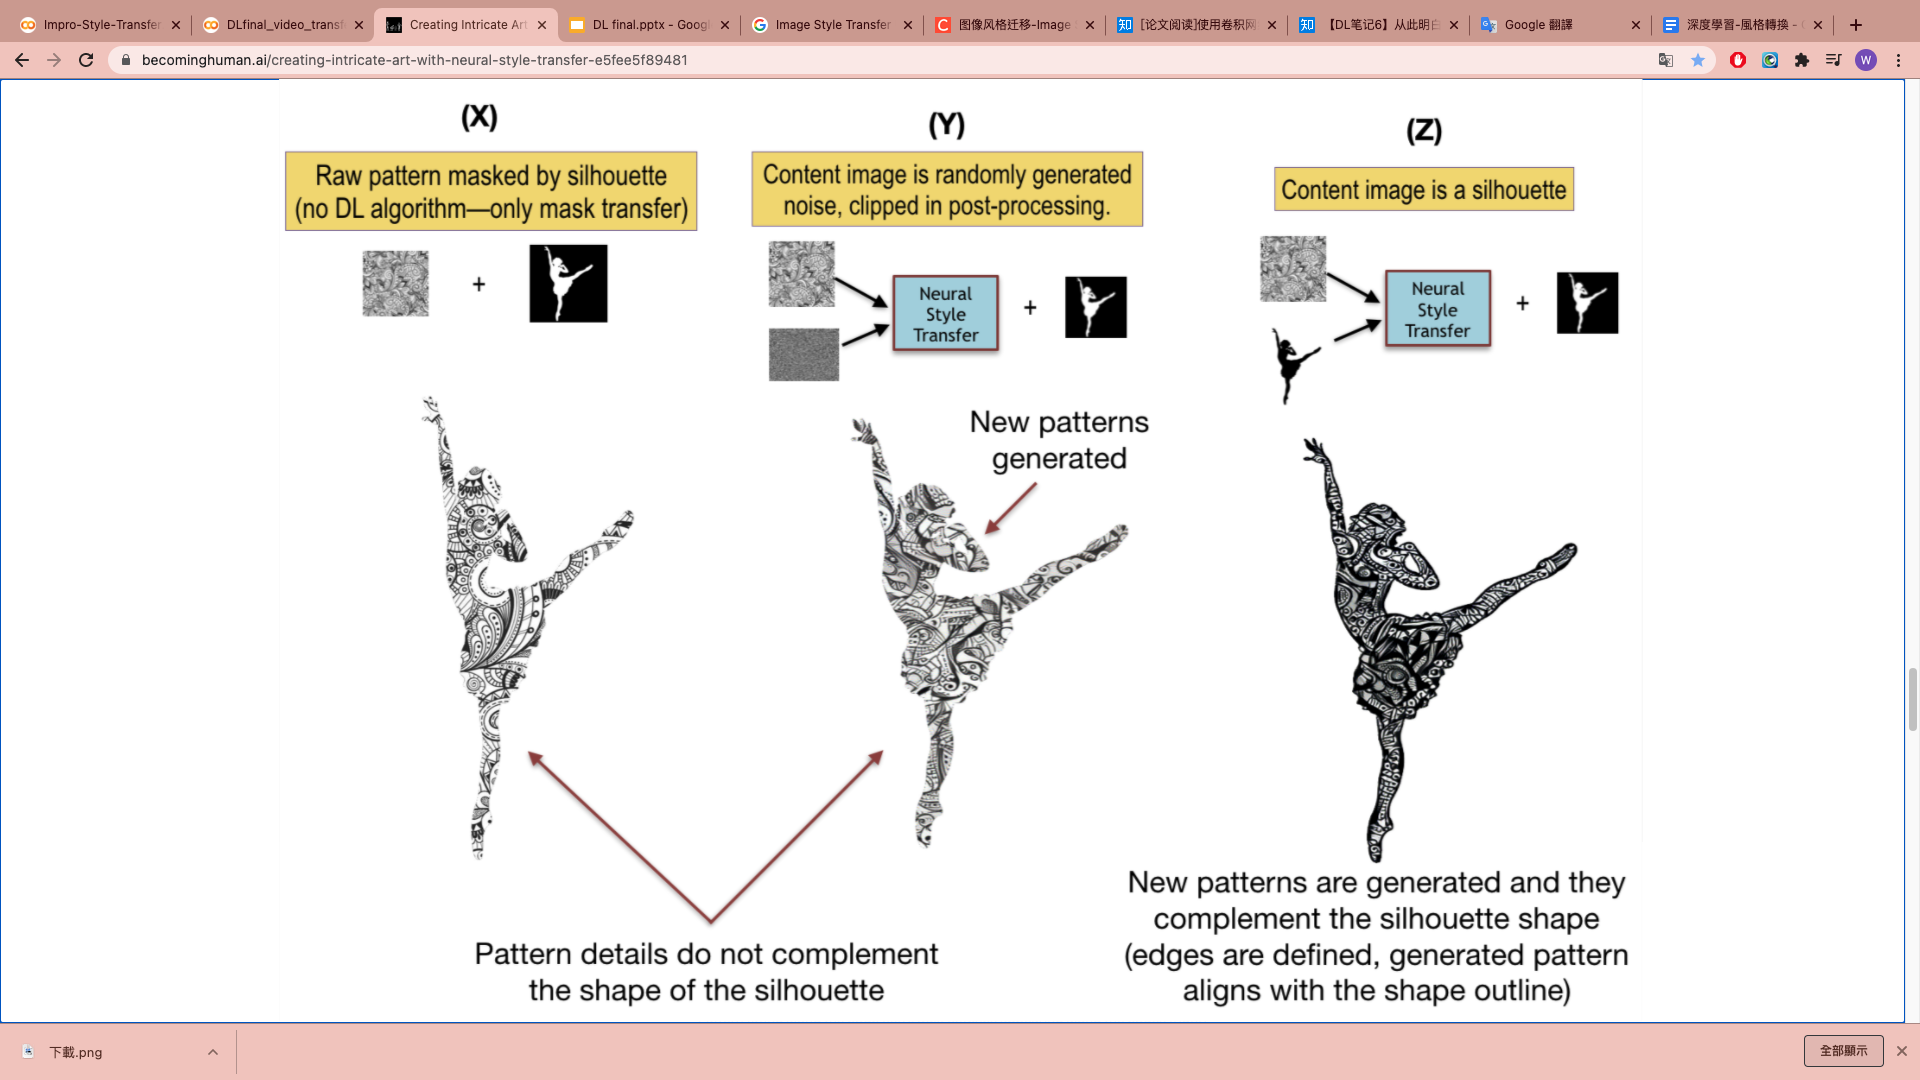 Impro-Style-Transfer
DLfinal_video_transf
Creating Intricate Art
DL final.pptx - Googl
Image Style Transfer
图像风格迁移-Image
[论文阅读]使用卷积网
【DL笔记6】从此明白
Google 翻譯
深度學習-風格轉換 -
becominghuman.ai/creating-intricate-art-with-neural-style-transfer-e5fee5f89481
W
(X)
Raw pattern masked by silhouette
(no DL algorithm—only mask transfer)
+
(Y)
Content image is randomly generated
noise, clipped in post-processing.
Neural
Style
Transfer
+
(Z)
Content image is a silhouette
Neural
Style
Transfer
+
New patterns
generated
Pattern details do not complement
the shape of the silhouette
New patterns are generated and they
complement the silhouette shape
(edges are defined, generated pattern
aligns with the shape outline)
下載.png
全部顯示